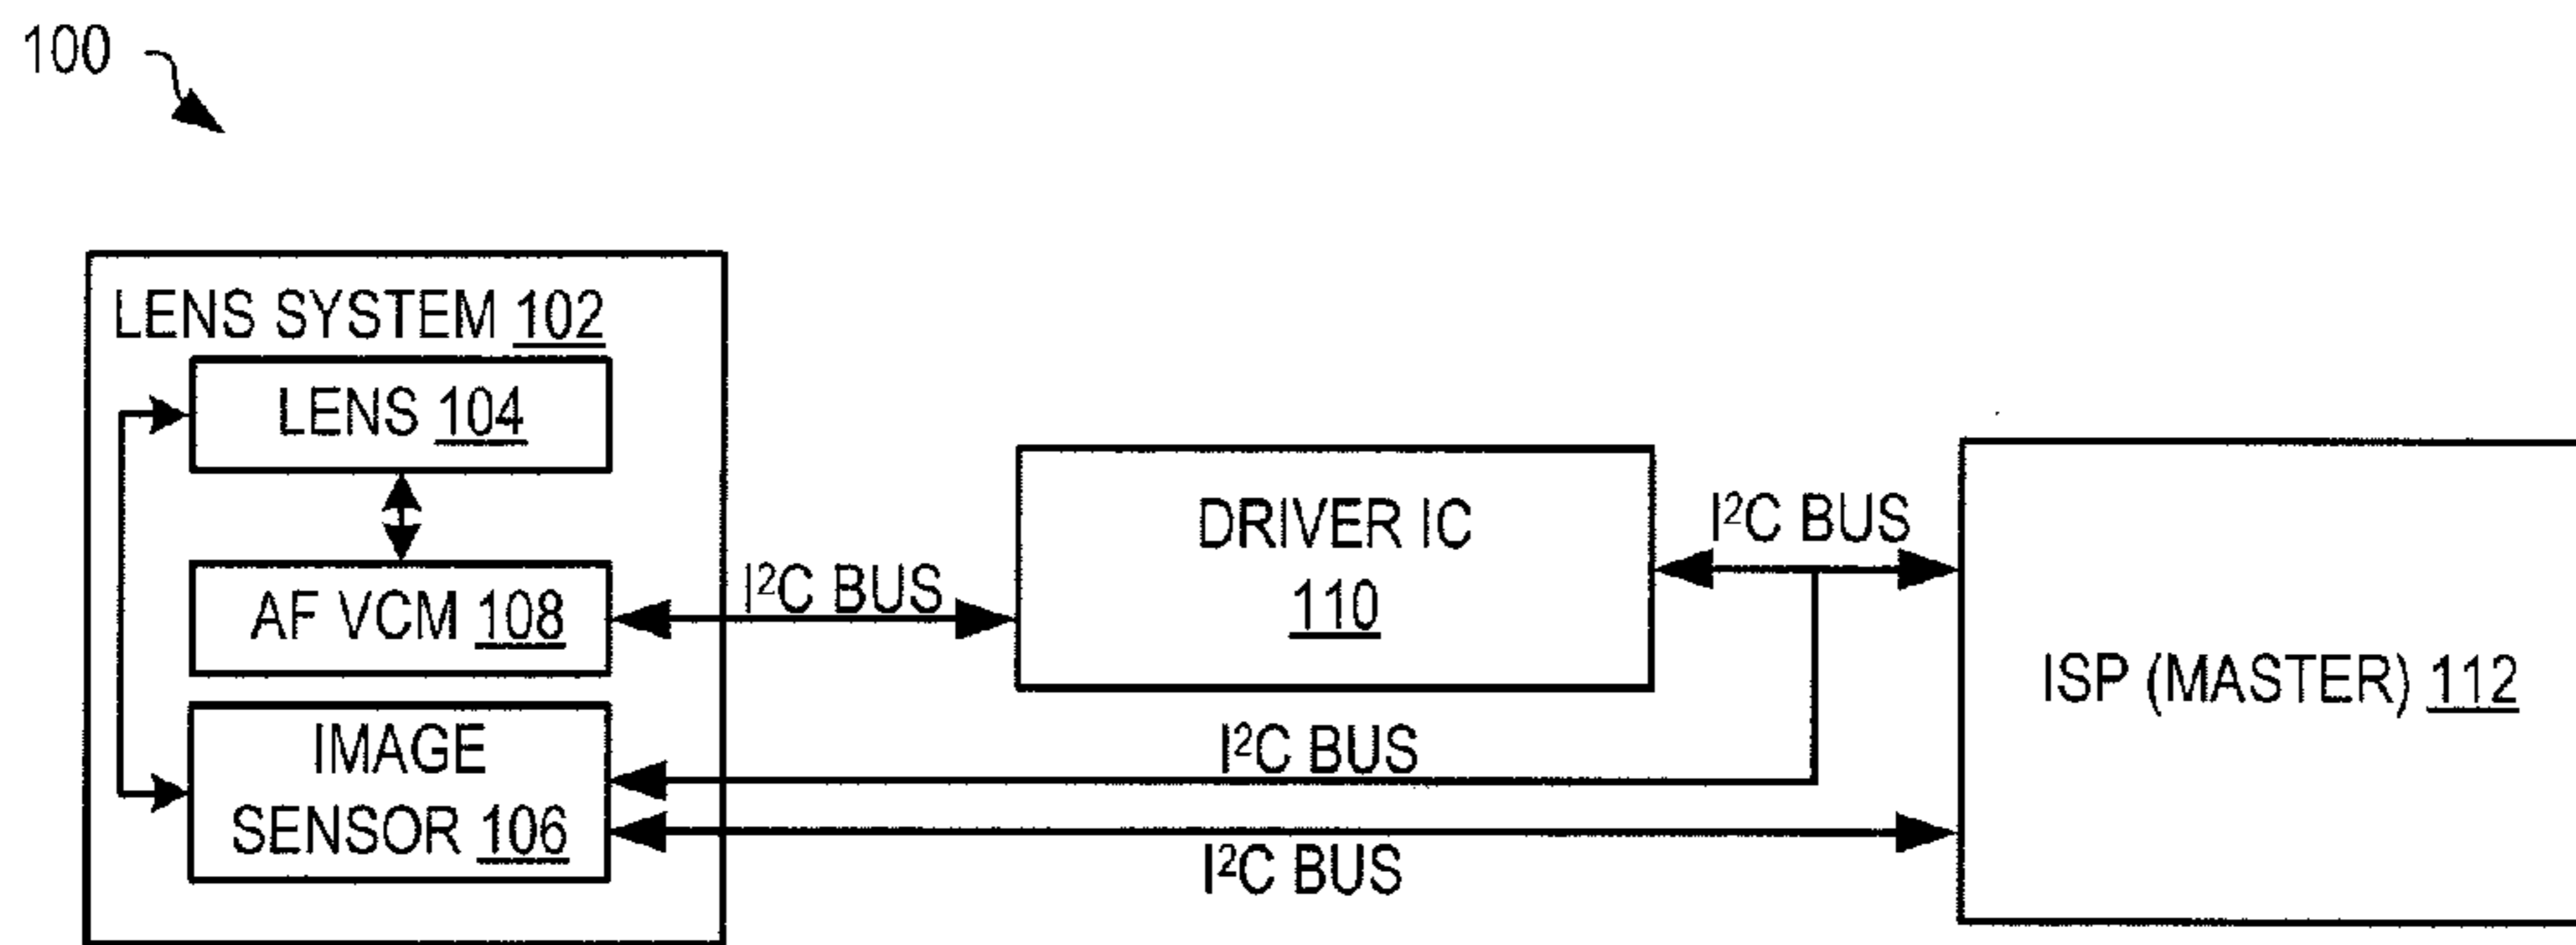 100
LENS SYSTEM 102
LENS 104
AF VCM 108
IMAGE
SENSOR 106
I²C BUS
DRIVER IC
110
I²C BUS
I²C BUS
I²C BUS
ISP (MASTER) 112